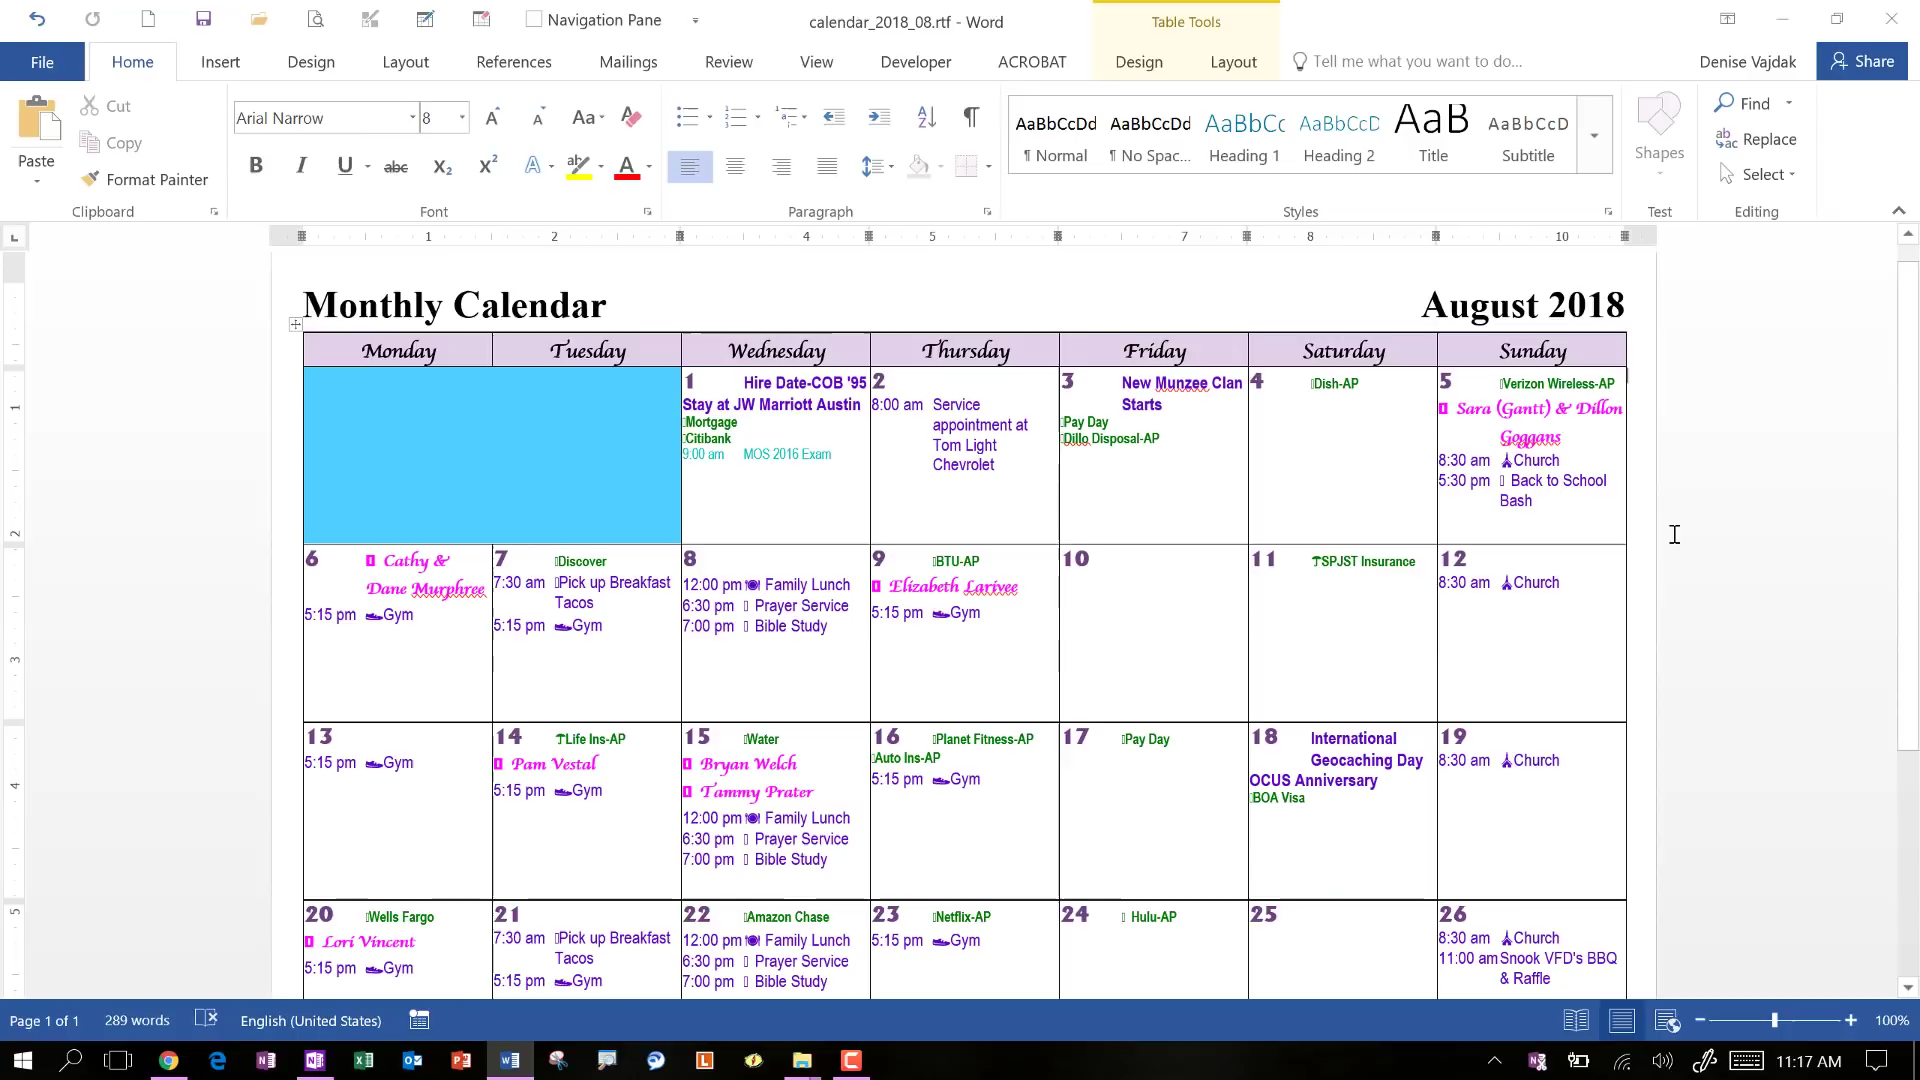 Navigation Pane
calendar_2018_08.rtf - Word
Table Tools
File Home Insert Design Layout References Mailings Review View Developer ACROBAT Design Layout Tell me what you want to do... Denise Vajdak Share
Paste
Cut
Copy
Format Painter
Clipboard
Arial Narrow 8
Font
Paragraph
AaBbCcDd AaBbCcDd AaBbCc AaBbCcD AaB AaBbCcD
¶ Normal ¶ No Spac... Heading 1 Heading 2 Title Subtitle
Styles
Shapes
Test
Find
Replace
Select
Editing
1 2 4 5 7 8 10
Monthly Calendar August 2018
Monday Tuesday Wednesday Thursday Friday Saturday Sunday
1 Hire Date-COB '95
Stay at JW Marriott Austin
Mortgage
Citibank
9:00 am MOS 2016 Exam
2
8:00 am Service
appointment at
Tom Light
Chevrolet
3 New Munzee Clan
Starts
Pay Day
Dillo Disposal-AP
4 Dish-AP
5 Verizon Wireless-AP
Sara (Gantt) & Dillon
Goggans
8:30 am Church
5:30 pm Back to School
Bash
6 Cathy &
Dane Murphree
5:15 pm Gym
7 Discover
7:30 am Pick up Breakfast
Tacos
5:15 pm Gym
8
12:00 pm Family Lunch
6:30 pm Prayer Service
7:00 pm Bible Study
9 BTU-AP
Elizabeth Larivee
5:15 pm Gym
10
11 SPJST Insurance
12
8:30 am Church
13
5:15 pm Gym
14 Life Ins-AP
Pam Vestal
5:15 pm Gym
15 Water
Bryan Welch
Tammy Prater
12:00 pm Family Lunch
6:30 pm Prayer Service
7:00 pm Bible Study
16 Planet Fitness-AP
Auto Ins-AP
5:15 pm Gym
17 Pay Day
18 International
Geocaching Day
OCUS Anniversary
BOA Visa
19
8:30 am Church
20 Wells Fargo
Lori Vincent
5:15 pm Gym
21
7:30 am Pick up Breakfast
Tacos
5:15 pm Gym
22 Amazon Chase
12:00 pm Family Lunch
6:30 pm Prayer Service
7:00 pm Bible Study
23 Netflix-AP
5:15 pm Gym
24 Hulu-AP
25
26
8:30 am Church
11:00 am Snook VFD's BBQ
& Raffle
1
2
3
4
5
Page 1 of 1 289 words English (United States) 100%
11:17 AM